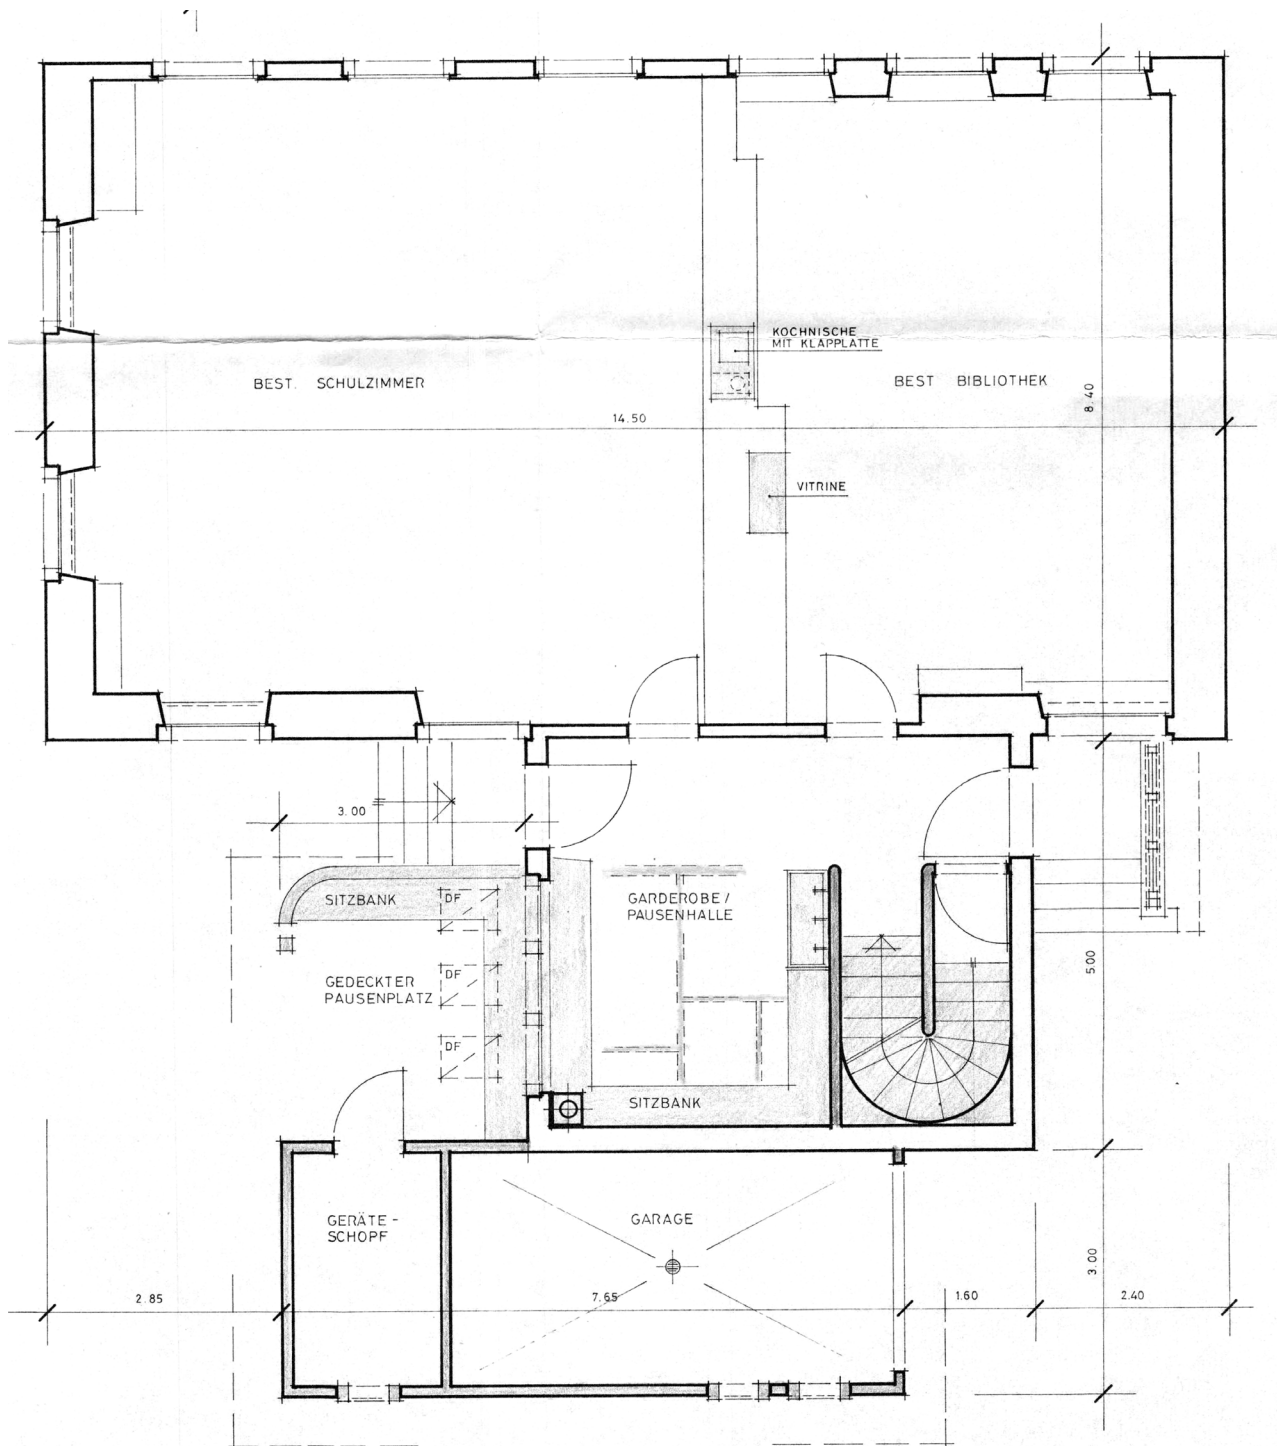 KOCHNISCHE
MIT KLAPPLATTE
BEST. SCHULZIMMER
BEST BIBLIOTHEK
8.40
14.50
VITRINE
3.00
SITZBANK
DF
GARDEROBE /
PAUSENHALLE
GEDECKTER
PAUSENPLATZ
DF
5.00
DF
SITZBANK
GERÄTE -
SCHOPF
GARAGE
3.00
2.85
7.65
1.60
2.40